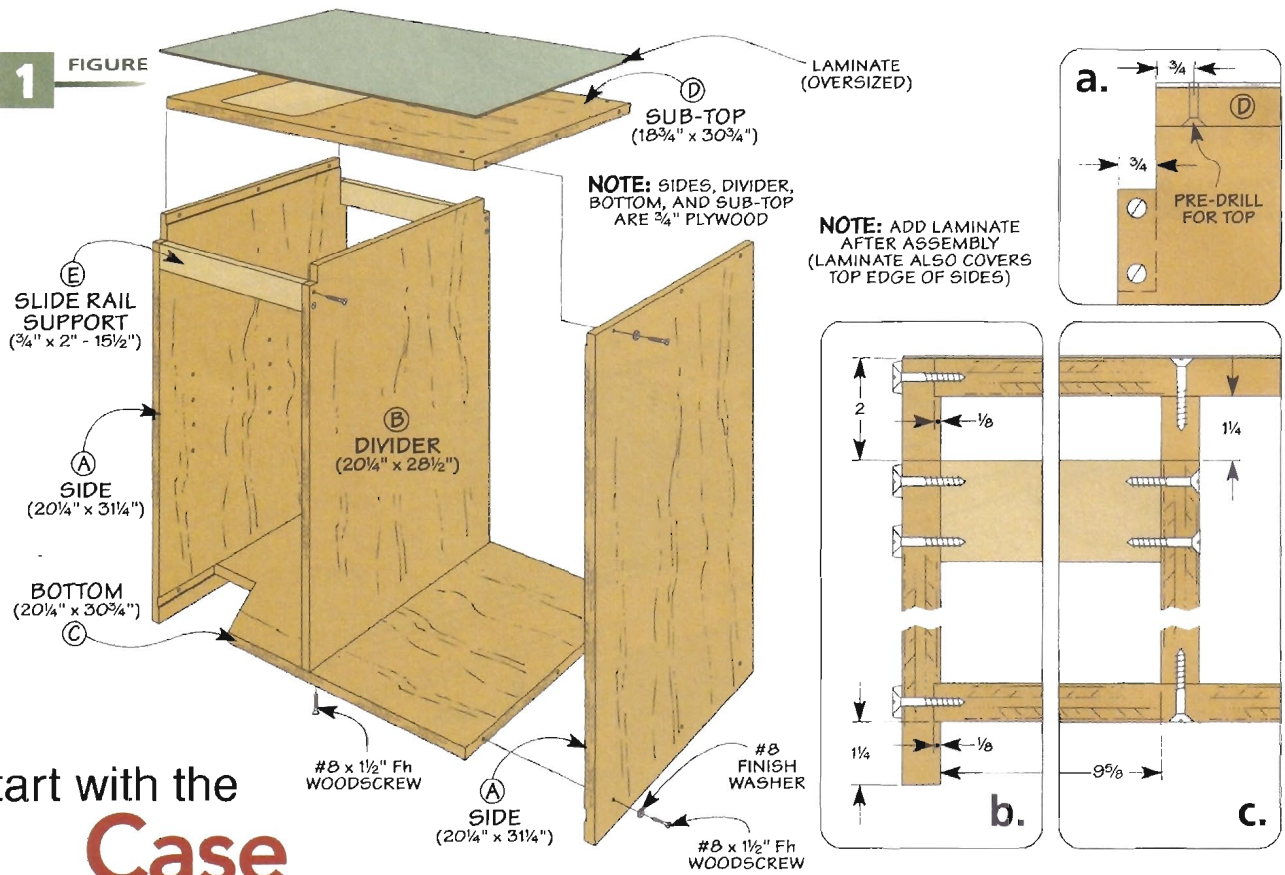 1 FIGURE
LAMINATE
(OVERSIZED)
D
SUB-TOP
(18¾" x 30¾")
NOTE: SIDES, DIVIDER,
BOTTOM, AND SUB-TOP
ARE ¾" PLYWOOD
E
SLIDE RAIL
SUPPORT
(¾" x 2" - 15½")
B
DIVIDER
(20¼" x 28½")
A
SIDE
(20¼" x 31¼")
BOTTOM
(20¼" x 30¾")
C
#8 x 1½" Fh
WOODSCREW
A
SIDE
(20¼" x 31¼")
#8
FINISH
WASHER
#8 x 1½" Fh
WOODSCREW
a.
¾
D
¾
PRE-DRILL
FOR TOP
NOTE: ADD LAMINATE
AFTER ASSEMBLY
(LAMINATE ALSO COVERS
TOP EDGE OF SIDES)
2
⅛
1¼
⅛
b.
1¼
9⅝
c.
tart with the
Case